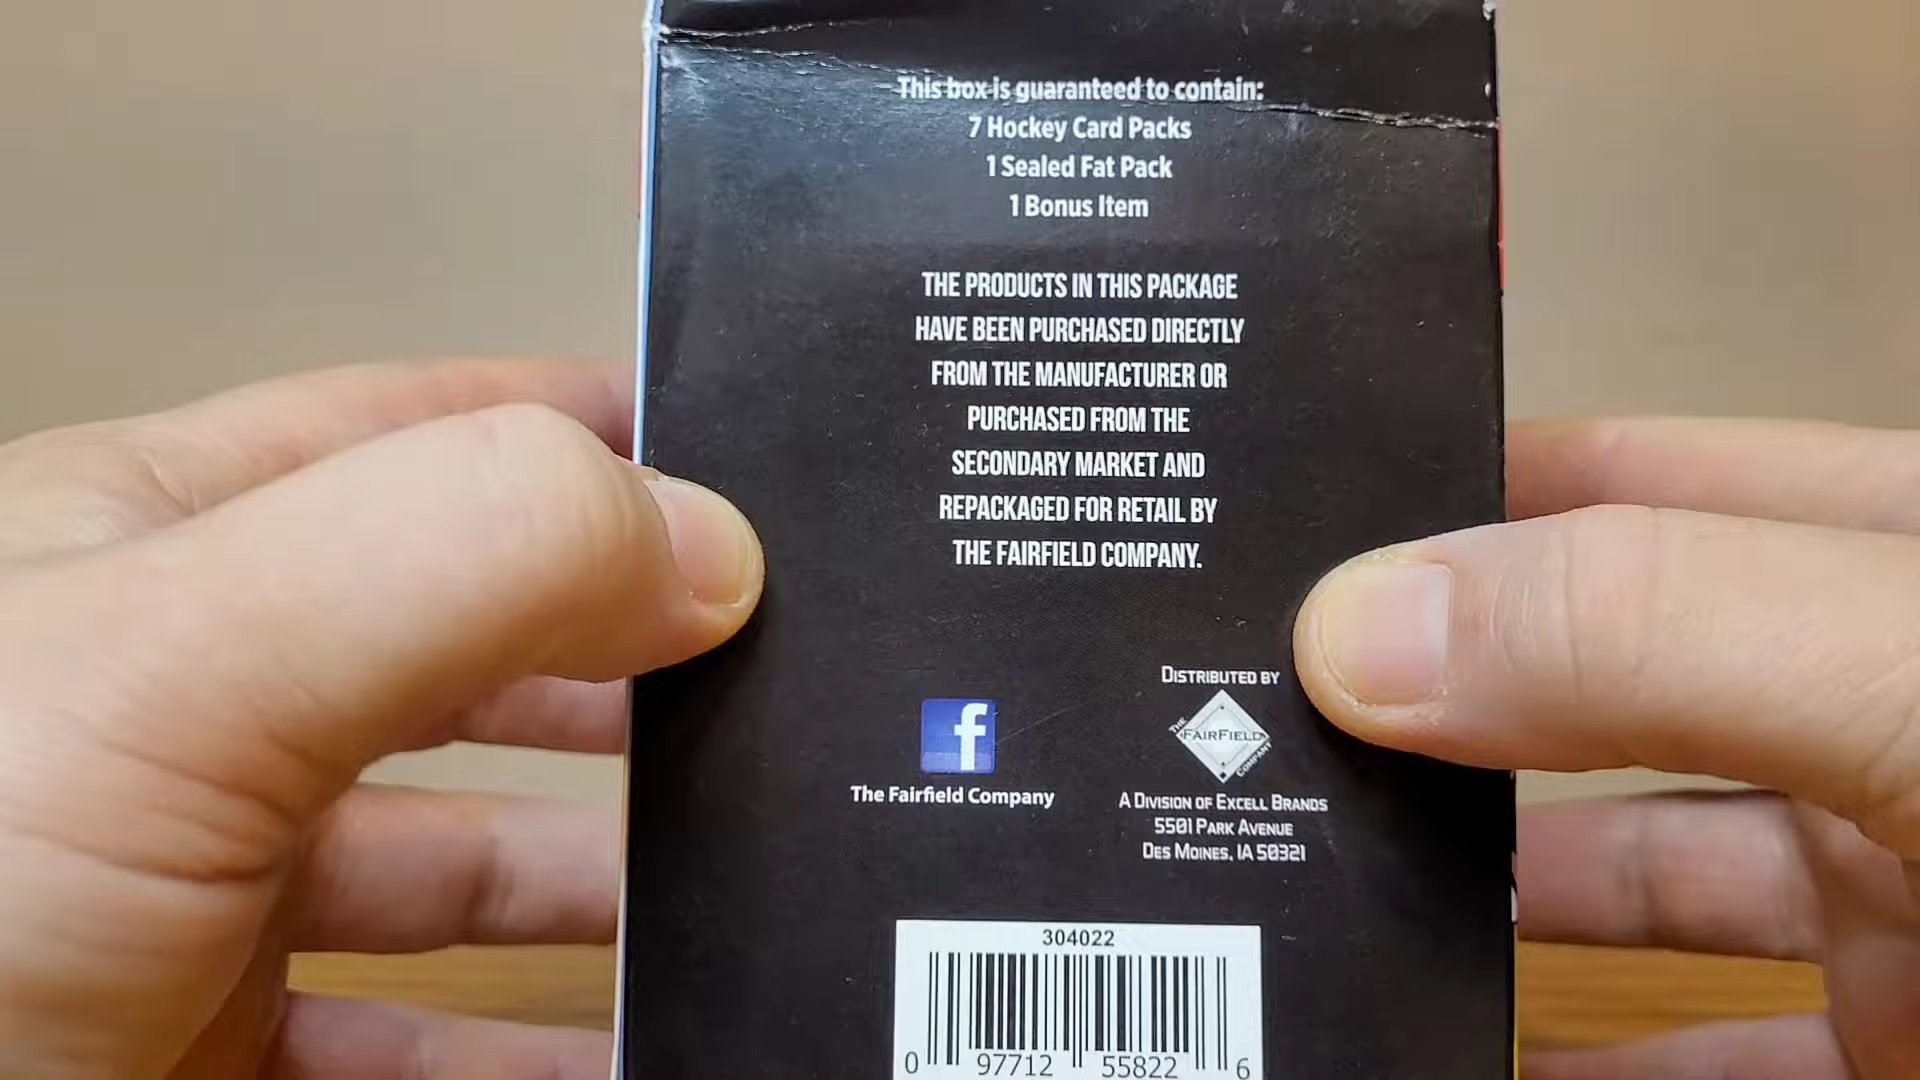 This box is guaranteed to contain:
7 Hockey Card Packs
1 Sealed Fat Pack
1 Bonus Item
THE PRODUCTS IN THIS PACKAGE
HAVE BEEN PURCHASED DIRECTLY
FROM THE MANUFACTURER OR
PURCHASED FROM THE
SECONDARY MARKET AND
REPACKAGED FOR RETAIL BY
THE FAIRFIELD COMPANY.
f
The Fairfield Company
DISTRIBUTED BY
THE
FAIRFIELD
COMPANY
A DIVISION OF EXCELL BRANDS
5501 PARK AVENUE
DES MOINES, IA 50321
304022
0 97712 55822 6